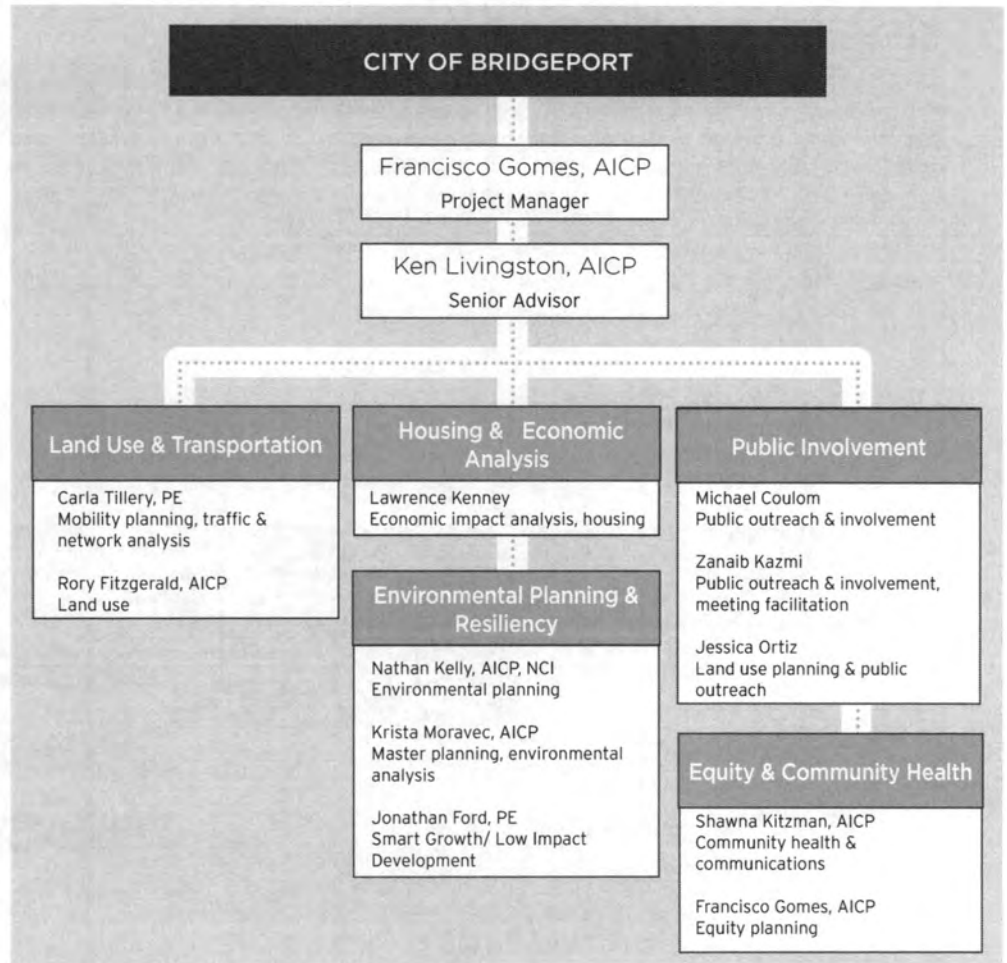 CITY OF BRIDGEPORT
Francisco Gomes, AICP
Project Manager
Ken Livingston, AICP
Senior Advisor
Land Use & Transportation
Carla Tillery, PE
Mobility planning, traffic &
network analysis
Rory Fitzgerald, AICP
Land use
Housing & Economic
Analysis
Lawrence Kenney
Economic impact analysis, housing
Environmental Planning &
Resiliency
Nathan Kelly, AICP, NCI
Environmental planning
Krista Moravec, AICP
Master planning, environmental
analysis
Jonathan Ford, PE
Smart Growth/ Low Impact
Development
Public Involvement
Michael Coulom
Public outreach & involvement
Zanaib Kazmi
Public outreach & involvement,
meeting facilitation
Jessica Ortiz
Land use planning & public
outreach
Equity & Community Health
Shawna Kitzman, AICP
Community health &
communications
Francisco Gomes, AICP
Equity planning